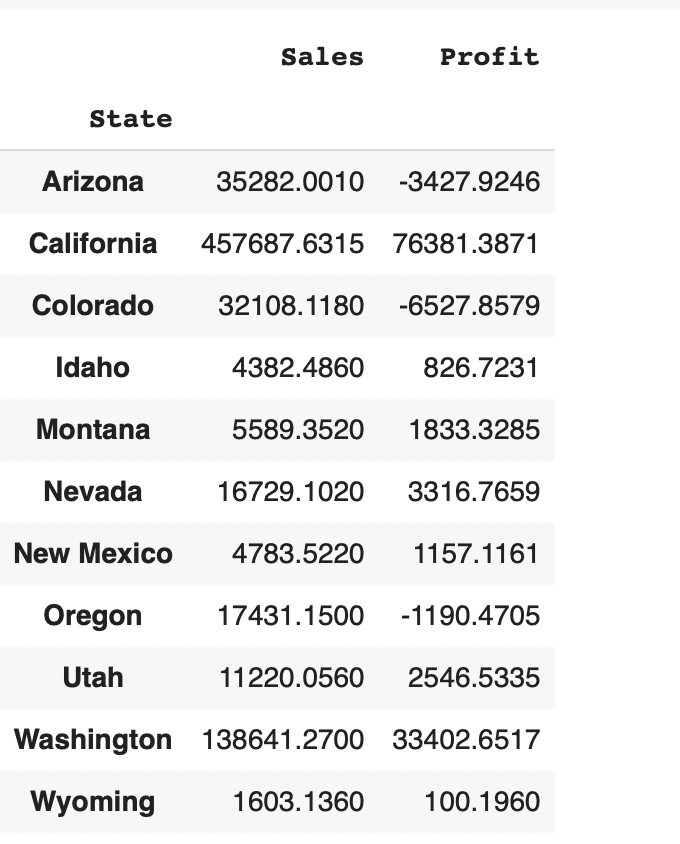 Sales Profit
State
Arizona 35282.0010 -3427.9246
California 457687.6315 76381.3871
Colorado 32108.1180 -6527.8579
Idaho 4382.4860 826.7231
Montana 5589.3520 1833.3285
Nevada 16729.1020 3316.7659
New Mexico 4783.5220 1157.1161
Oregon 17431.1500 -1190.4705
Utah 11220.0560 2546.5335
Washington 138641.2700 33402.6517
Wyoming 1603.1360 100.1960